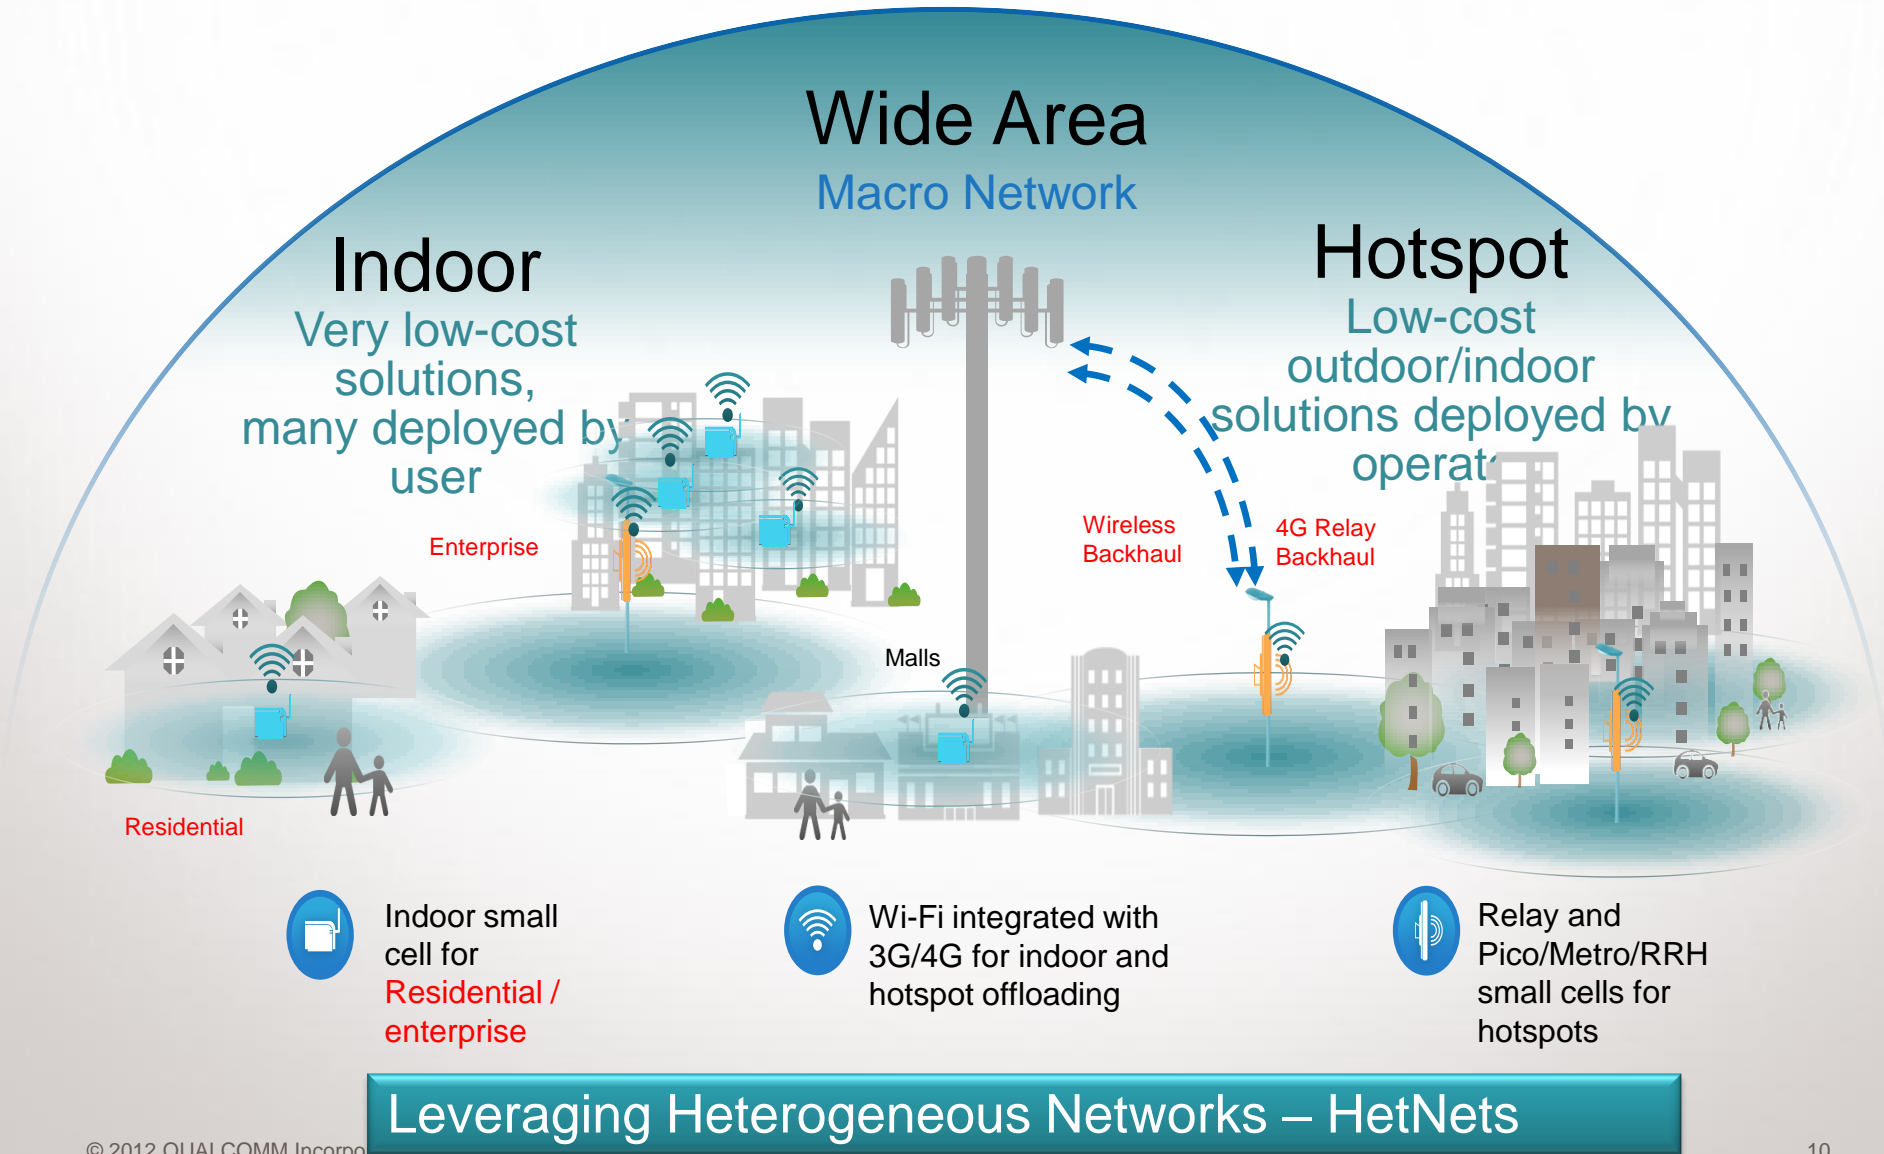 Wide Area
Macro Network
Indoor
Very low-cost
solutions,
many deployed by
user
Hotspot
Low-cost
outdoor/indoor
solutions deployed by
Enterprise
Wireless
Backhaul
4G Relay
Backhaul
Malls
Residential
Indoor small
cell for
Residential /
enterprise
Wi-Fi integrated with
3G/4G for indoor and
hotspot offloading
Relay and
Pico/Metro/RRH
small cells for
hotspots
Leveraging Heterogeneous Networks – HetNets
© 2012 QUALCOMM
10